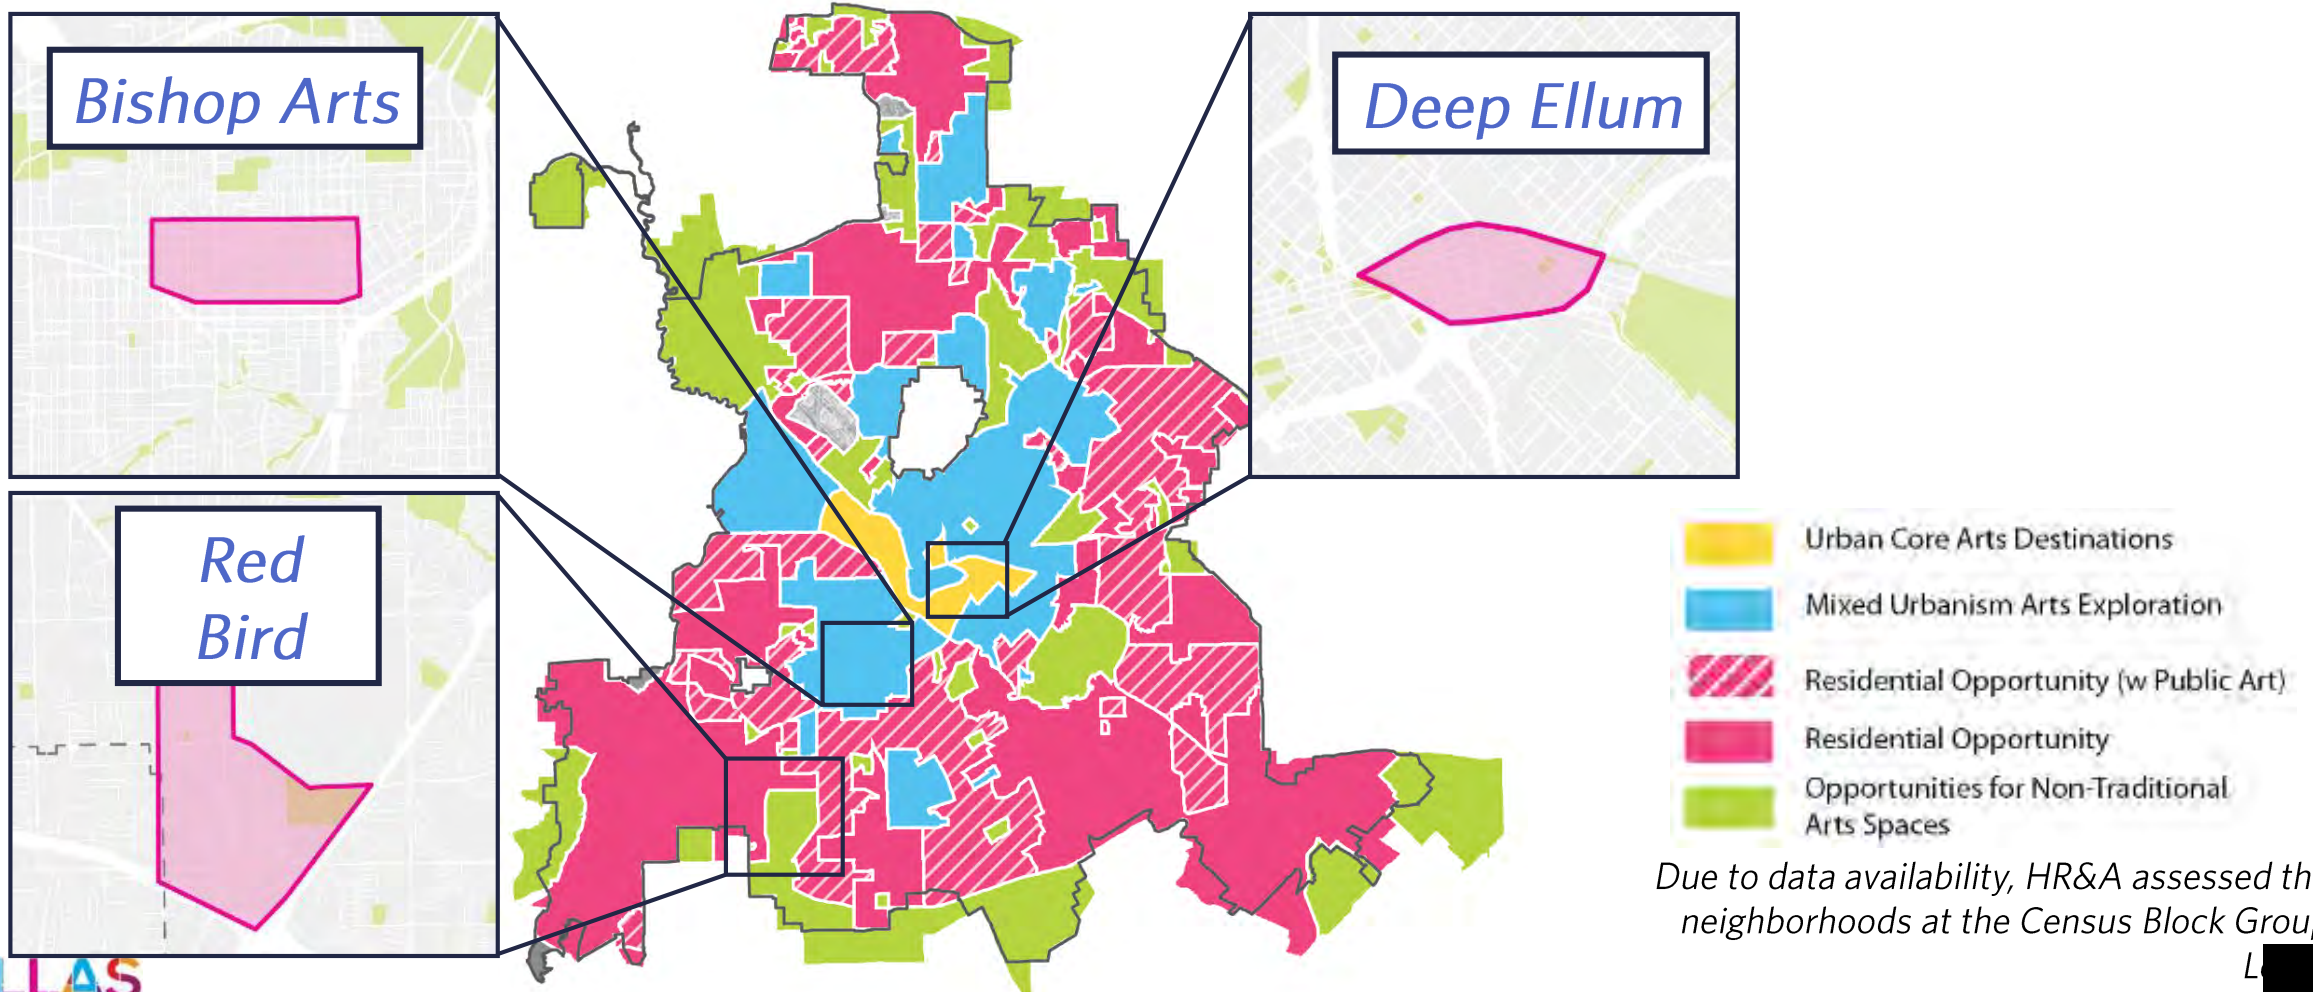 Bishop Arts
Deep Ellum
Red
Bird
Urban Core Arts Destinations
Mixed Urbanism Arts Exploration
Residential Opportunity (w Public Art)
Residential Opportunity
Opportunities for Non-Traditional
Arts Spaces
Due to data availability, HR&A assessed th
neighborhoods at the Census Block Grou
L
LLAS